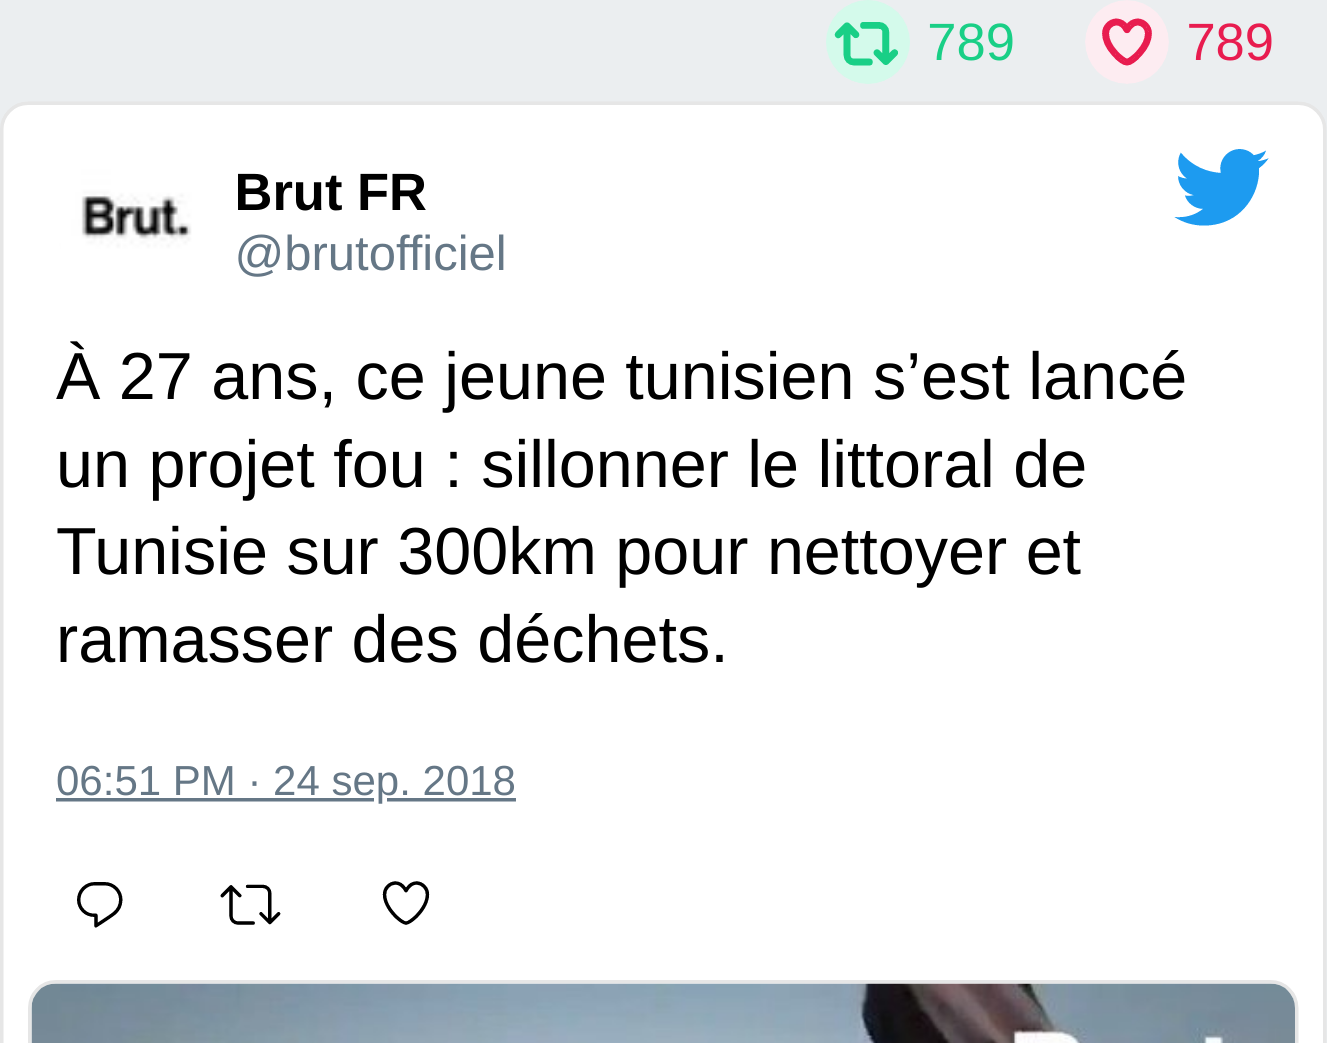 789 789
Brut.
Brut FR
@brutofficiel
À 27 ans, ce jeune tunisien s’est lancé
un projet fou : sillonner le littoral de
Tunisie sur 300km pour nettoyer et
ramasser des déchets.
06:51 PM · 24 sep. 2018